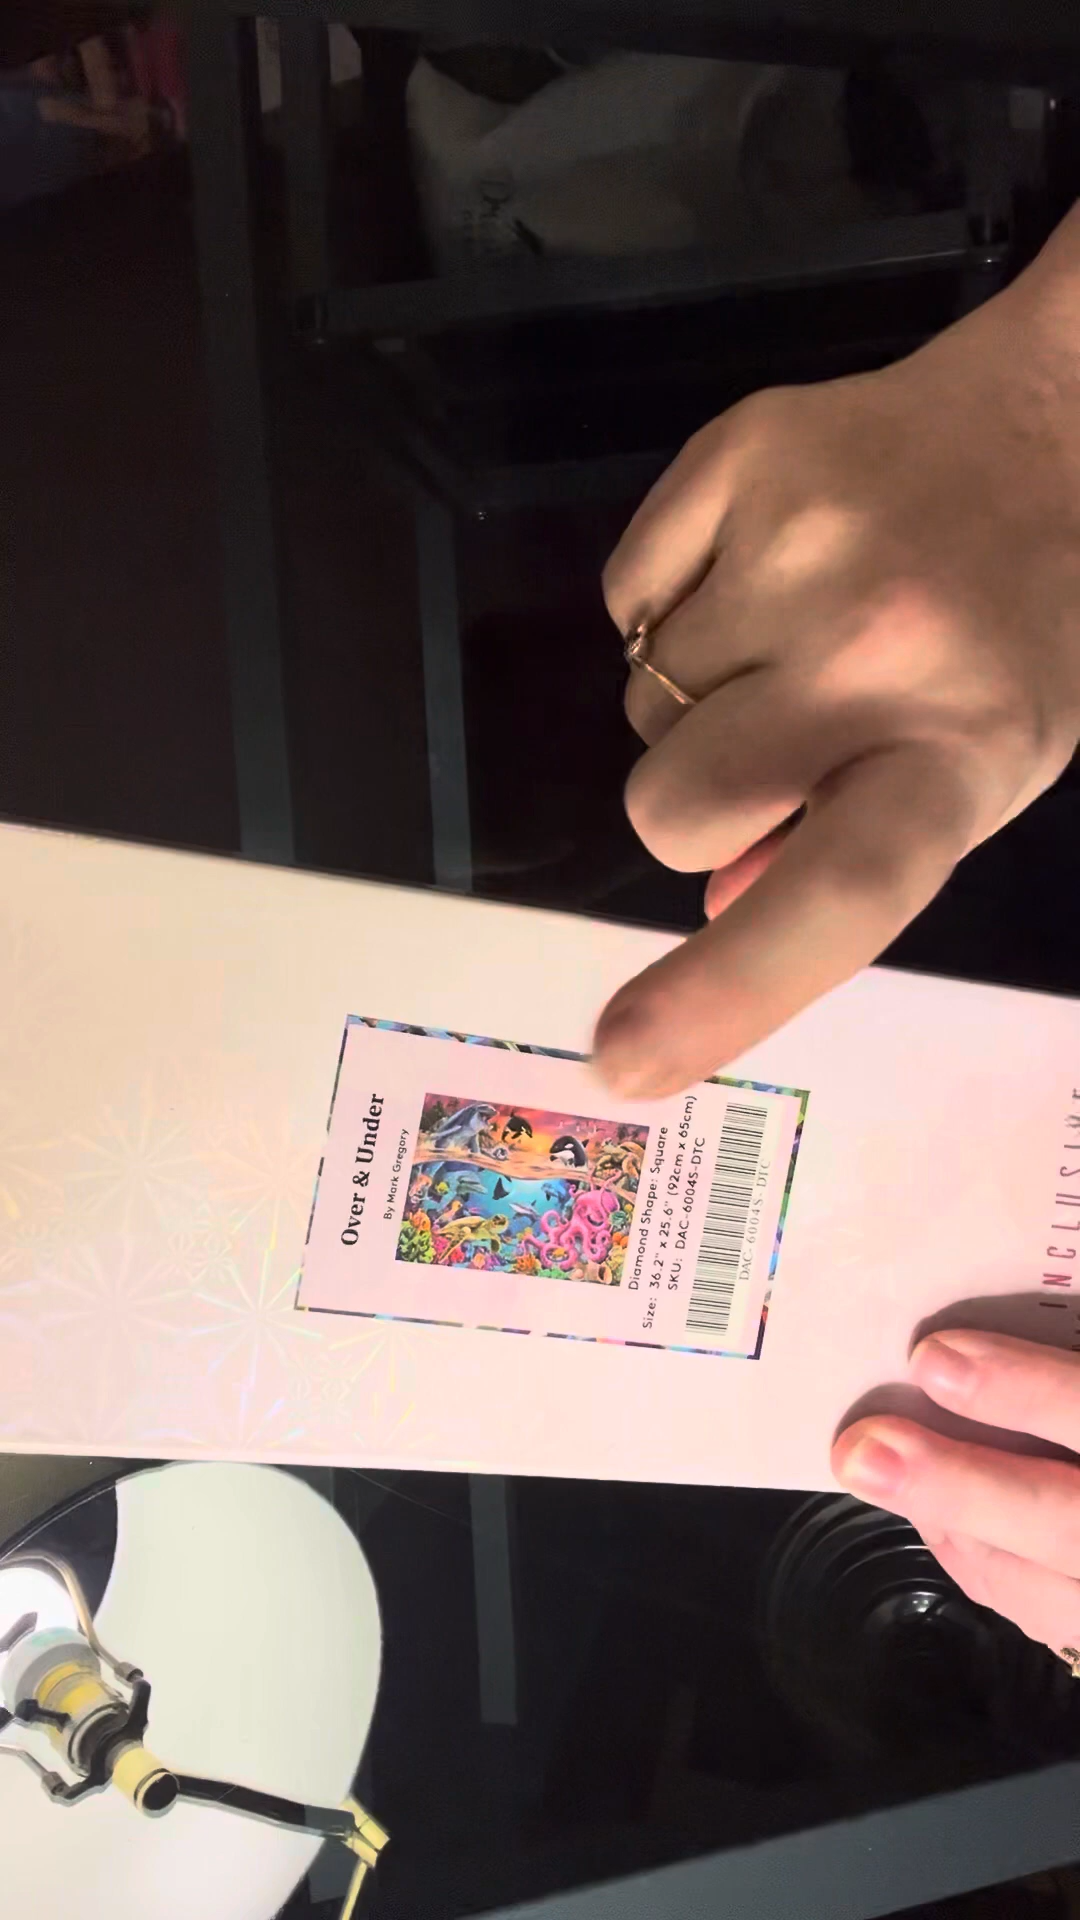 Over & Under
By Mark Gregory
Diamond Shape: Square
Size: 36.2" x 25.6" (92cm x 65cm)
SKU: DAC-6004S-DTC
DAC-6004S-DTC
INCLUSIVE